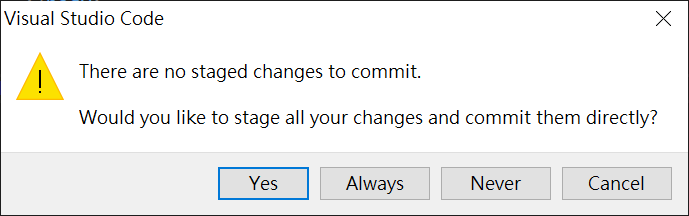 Visual Studio Code
There are no staged changes to commit.
Would you like to stage all your changes and commit them directly?
Yes
Always
Never
Cancel